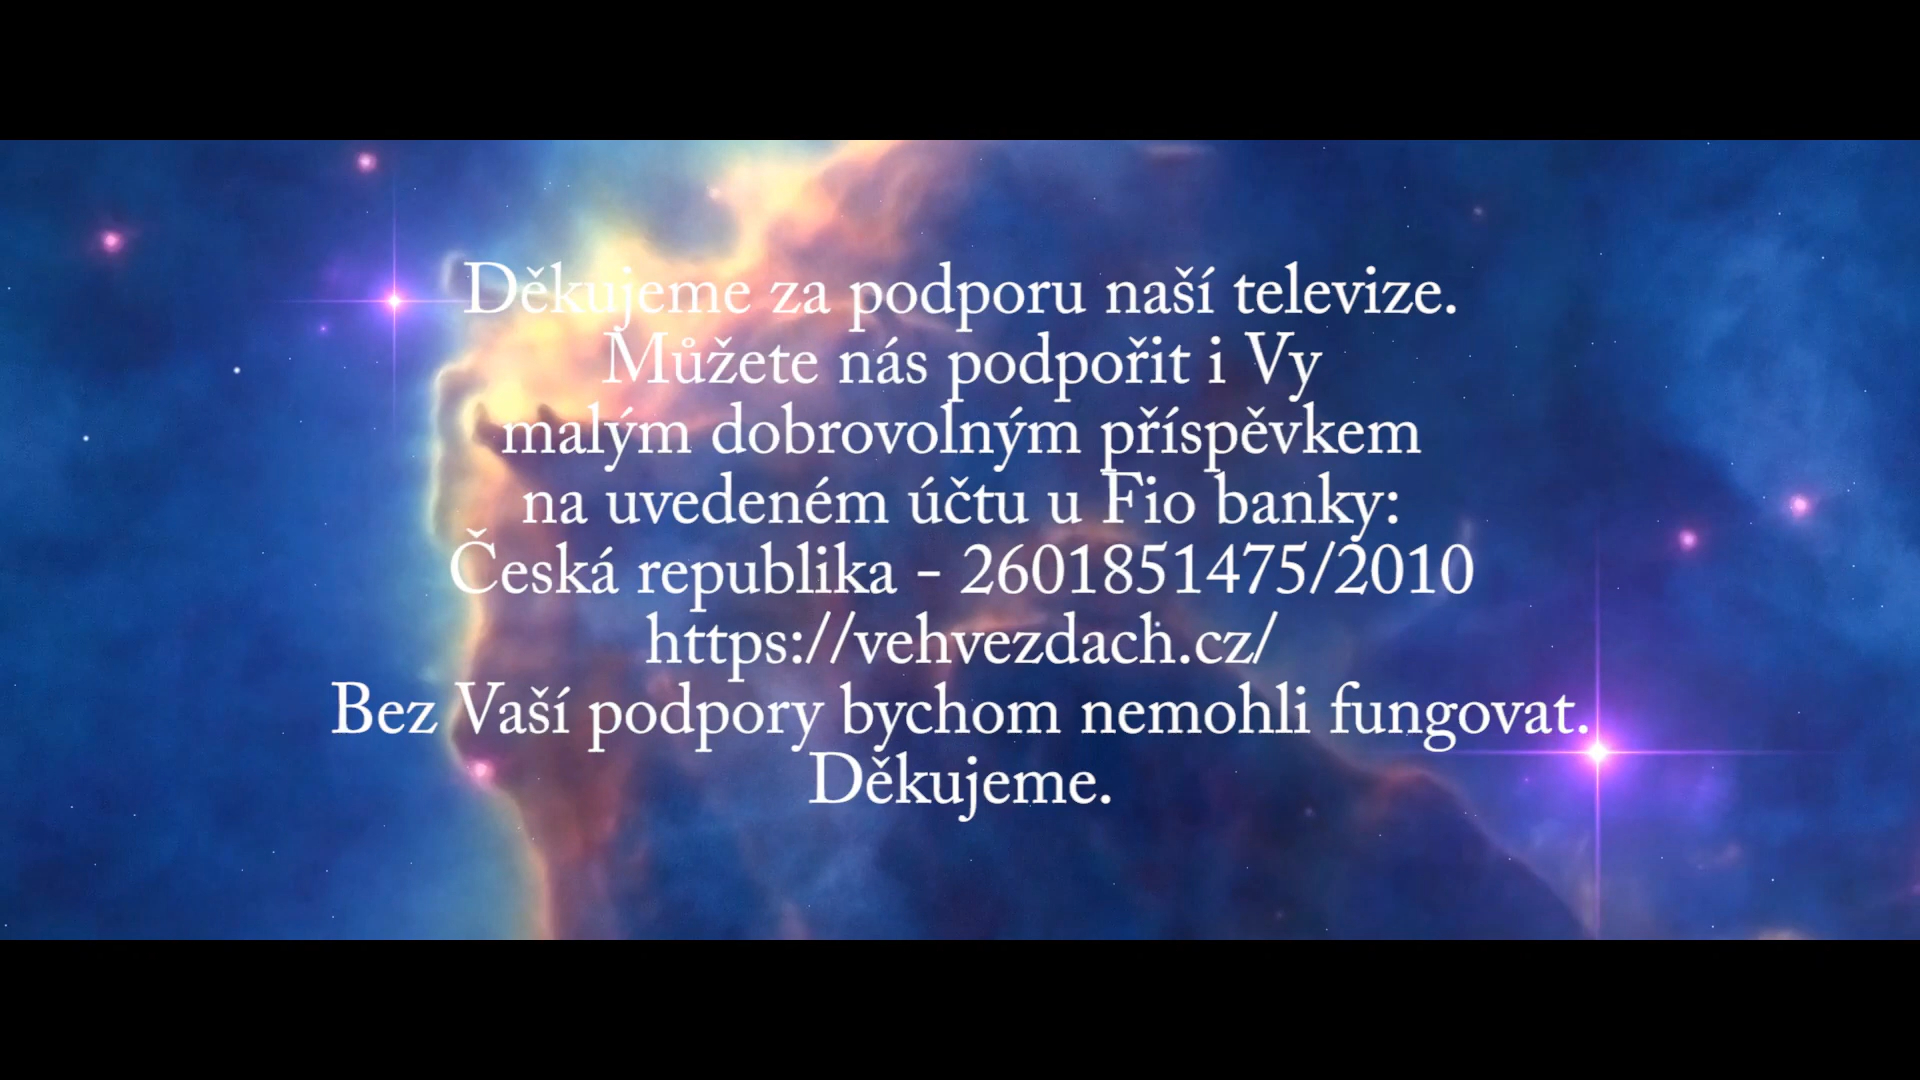 Děkujeme za podporu naší televize.
Můžete nás podpořit i Vy
malým dobrovolným příspěvkem
na uvedeném účtu u Fio banky:
Česká republika - 2601851475/2010
https://vehvezdach.cz/
Bez Vaší podpory bychom nemohli fungovat.
Děkujeme.